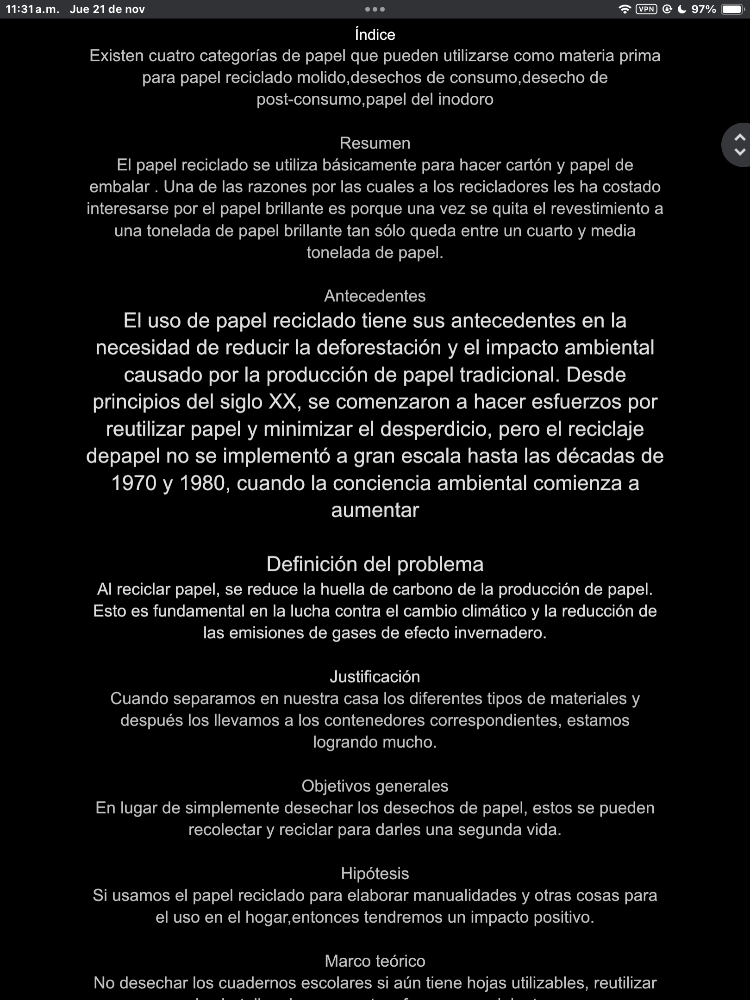 11:31 a.m. Jue 21 de nov
VPN 97%
Índice
Existen cuatro categorías de papel que pueden utilizarse como materia prima
para papel reciclado molido,desechos de consumo,desecho de
post-consumo,papel del inodoro
Resumen
El papel reciclado se utiliza básicamente para hacer cartón y papel de
embalar . Una de las razones por las cuales a los recicladores les ha costado
interesarse por el papel brillante es porque una vez se quita el revestimiento a
una tonelada de papel brillante tan sólo queda entre un cuarto y media
tonelada de papel.
Antecedentes
El uso de papel reciclado tiene sus antecedentes en la
necesidad de reducir la deforestación y el impacto ambiental
causado por la producción de papel tradicional. Desde
principios del siglo XX, se comenzaron a hacer esfuerzos por
reutilizar papel y minimizar el desperdicio, pero el reciclaje
depapel no se implementó a gran escala hasta las décadas de
1970 y 1980, cuando la conciencia ambiental comienza a
aumentar
Definición del problema
Al reciclar papel, se reduce la huella de carbono de la producción de papel.
Esto es fundamental en la lucha contra el cambio climático y la reducción de
las emisiones de gases de efecto invernadero.
Justificación
Cuando separamos en nuestra casa los diferentes tipos de materiales y
después los llevamos a los contenedores correspondientes, estamos
logrando mucho.
Objetivos generales
En lugar de simplemente desechar los desechos de papel, estos se pueden
recolectar y reciclar para darles una segunda vida.
Hipótesis
Si usamos el papel reciclado para elaborar manualidades y otras cosas para
el uso en el hogar,entonces tendremos un impacto positivo.
Marco teórico
No desechar los cuadernos escolares si aún tiene hojas utilizables, reutilizar